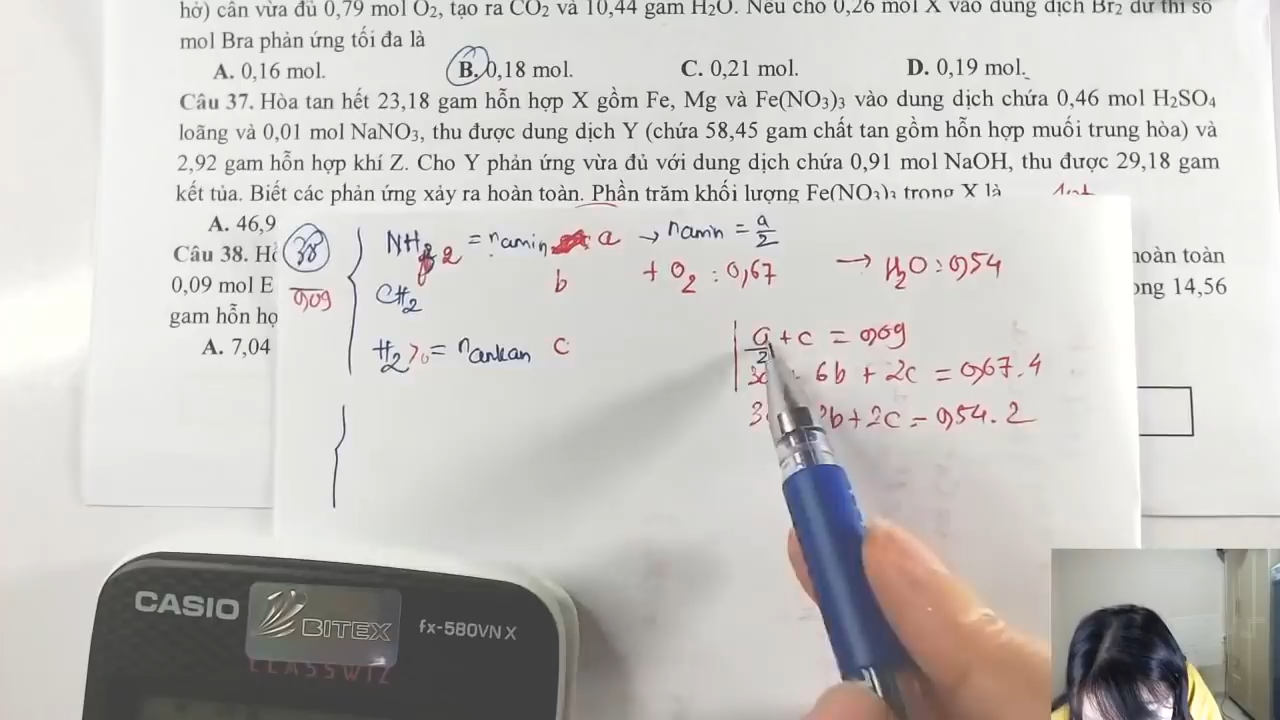 hở) cần vừa đủ 0,79 mol O₂, tạo ra CO₂ và 10,44 gam H₂O. Nếu cho 0,26 mol X vào dung dịch Br₂ dư thì số
mol Bra phản ứng tối đa là
A. 0,16 mol. B. 0,18 mol. C. 0,21 mol. D. 0,19 mol.
Câu 37. Hòa tan hết 23,18 gam hỗn hợp X gồm Fe, Mg và Fe(NO₃)₃ vào dung dịch chứa 0,46 mol H₂SO₄
loãng và 0,01 mol NaNO₃, thu được dung dịch Y (chứa 58,45 gam chất tan gồm hỗn hợp muối trung hòa) và
2,92 gam hỗn hợp khí Z. Cho Y phản ứng vừa đủ với dung dịch chứa 0,91 mol NaOH, thu được 29,18 gam
kết tủa. Biết các phản ứng xảy ra hoàn toàn. Phần trăm khối lượng Fe(NO₃)₃ trong X là
A. 46,9
Câu 38. H
hoàn toàn
0,09 mol E
ong 14,56
gam hỗn hợ
A. 7,04
38
0,09
NH₂ = namin a → namin = a/2
CH₂ b + O₂ : 0,67 → H₂O : 0,54
H₂ = nankan c
a/2 + c = 0,09
6b + 2c = 0,67.4
b + 2c = 0,54.2
CASIO
BITEX
fx-580VN X
CLASSWIZ